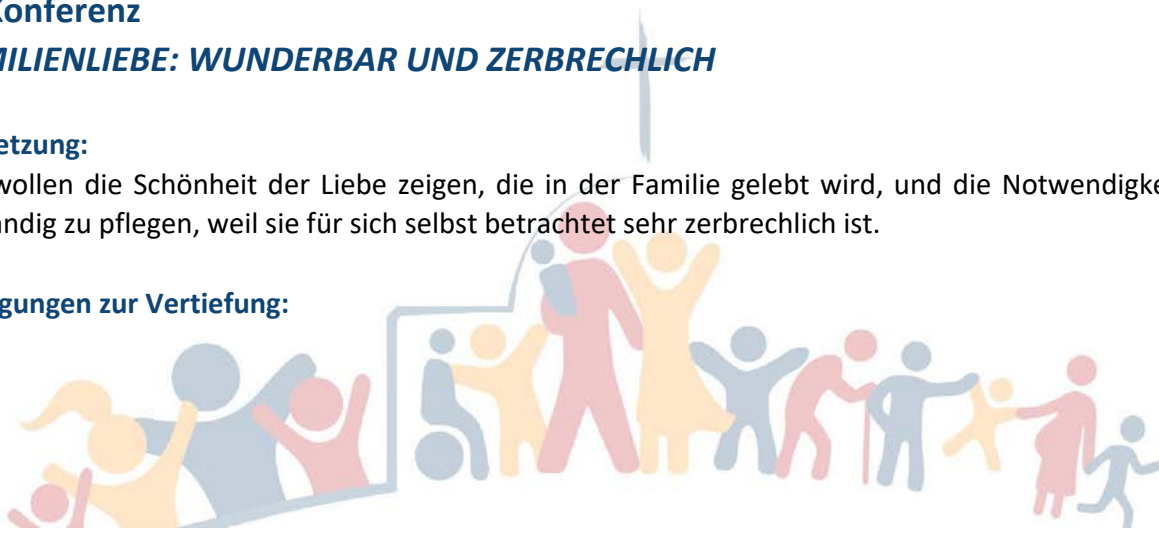 Konferenz
MILIENLIEBE: WUNDERBAR UND ZERBRECHLICH
etzung:
wollen die Schönheit der Liebe zeigen, die in der Familie gelebt wird, und die Notwendigke
ndig zu pflegen, weil sie für sich selbst betrachtet sehr zerbrechlich ist.
gungen zur Vertiefung: